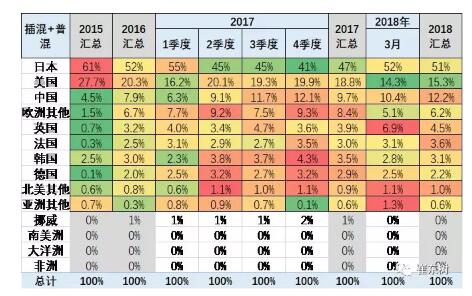 插混+普混 2015汇总 2016汇总 2017 2017汇总 2018年 2018汇总
1季度 2季度 3季度 4季度 3月
日本 61% 52% 55% 45% 45% 41% 47% 52% 51%
美国 27.7% 20.3% 16.2% 20.1% 19.3% 19.9% 18.8% 14.3% 15.3%
中国 4.5% 7.9% 6.3% 9.1% 11.7% 12.1% 9.7% 10.4% 12.2%
欧洲其他 1.5% 6.7% 7.7% 9.2% 7.5% 9.3% 8.4% 5.1% 6.2%
英国 0.7% 3.2% 4.0% 3.4% 4.7% 3.6% 3.9% 6.9% 4.5%
法国 0.3% 2.5% 3.1% 2.9% 2.7% 3.5% 3.0% 3.1% 3.6%
韩国 2.5% 3.0% 2.3% 3.8% 3.7% 4.3% 3.5% 2.8% 3.1%
德国 0.1% 2.0% 2.5% 3.2% 2.7% 3.2% 2.9% 2.5% 2.2%
北美其他 0.6% 0.8% 0.6% 1.1% 1.0% 1.1% 0.9% 1.1% 1.0%
亚洲其他 0.7% 0.3% 0.8% 0.9% 0.7% 0.1% 0.6% 1.3% 0.6%
挪威 0% 1% 1% 1% 1% 2% 1% 0% 0%
南美洲 0% 0% 0% 0% 0% 0% 0% 0% 0%
大洋洲 0% 0% 0% 0% 0% 0% 0% 0% 0%
非洲 0% 0% 0% 0% 0% 0% 0% 0%
总计 100% 100% 100% 100% 100% 100% 100% 100% 100%
崔东树